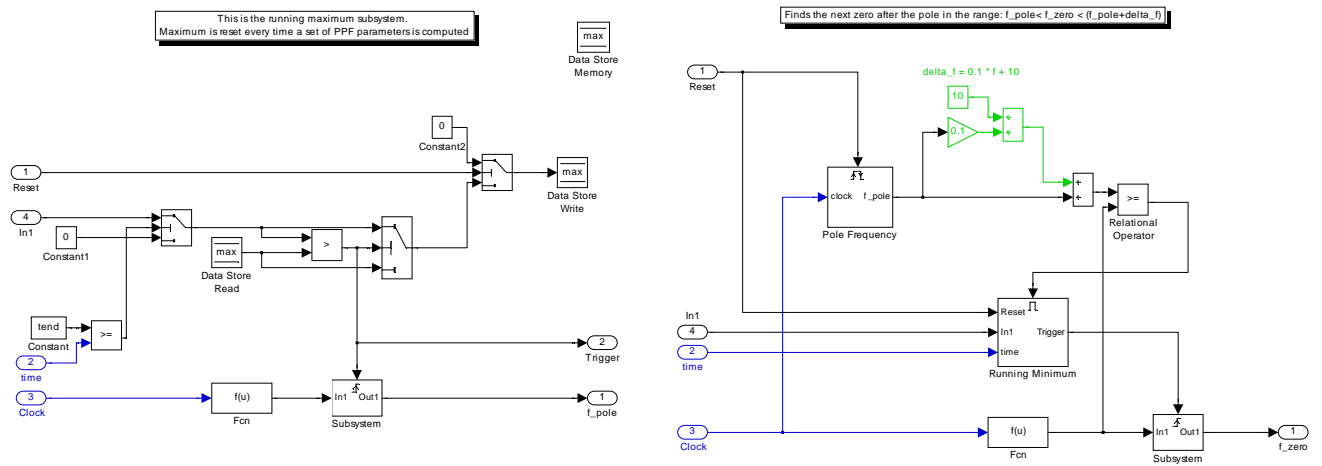 This is the running maximum subsystem.
Maximum is reset every time a set of PPF parameters is computed
max
Data Store
Memory
0
Constant2
1
Reset
max
Data Store
Write
4
In1
0
Constant1
max
Data Store
Read
>
tend
Constant
>=
2
time
2
Trigger
3
Clock
f(u)
Fcn
In1
Out1
Subsystem
1
f_pole
Finds the next zero after the pole in the range: f_pole< f_zero < (f_pole+delta_f)
1
Reset
delta_f = 0.1 * f + 10
10
+
+
0.1
clock
f_pole
Pole Frequency
+
+
>=
Relational
Operator
In1
4
2
time
Reset
In1
Trigger
time
Running Minimum
3
Clock
f(u)
Fcn
In1
Out1
Subsystem
1
f_zero